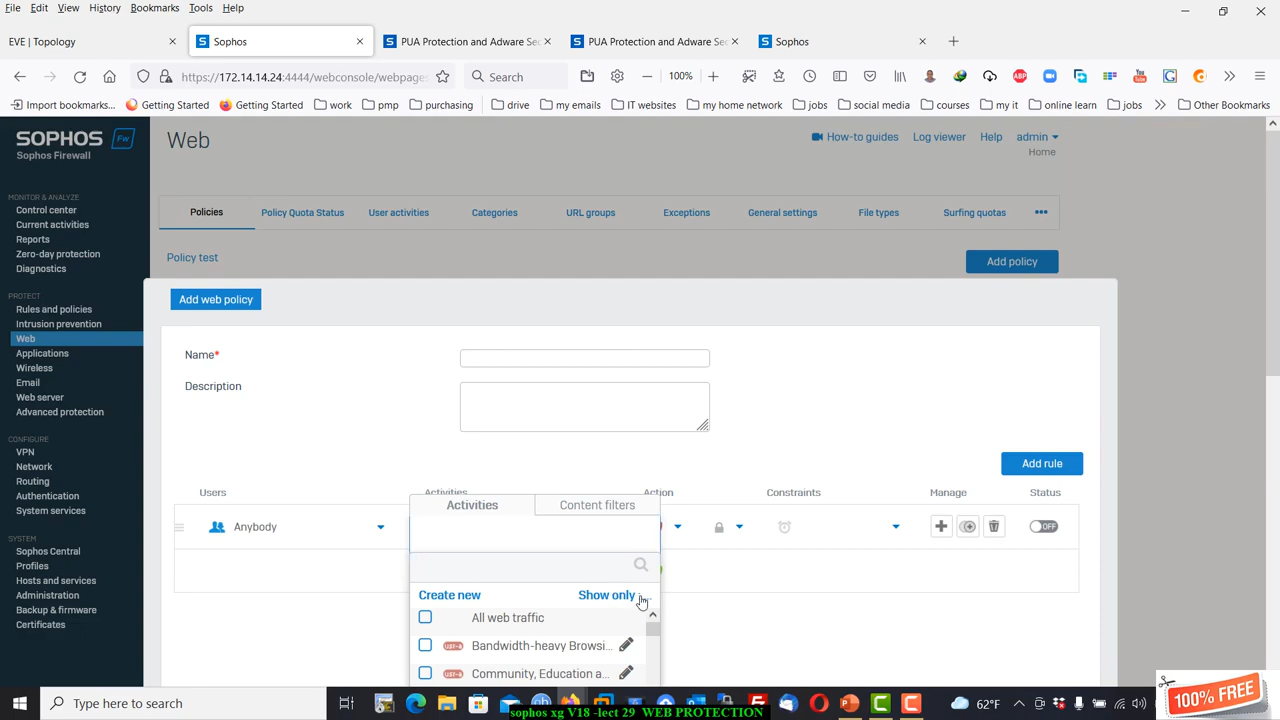 File Edit View History Bookmarks Tools Help
EVE | Topology
Sophos
PUA Protection and Adware Sec
PUA Protection and Adware Sec
Sophos
https://172.14.14.24:4444/webconsole/webpages
Search
100%
Import bookmarks...
Getting Started
Getting Started
work
pmp
purchasing
drive
my emails
IT websites
my home network
jobs
social media
courses
my it
online learn
jobs
Other Bookmarks
SOPHOS
FW
Sophos Firewall
Web
How-to guides
Log viewer
Help
admin
Home
MONITOR & ANALYZE
Control center
Current activities
Reports
Zero-day protection
Diagnostics
PROTECT
Rules and policies
Intrusion prevention
Web
Applications
Wireless
Email
Web server
Advanced protection
CONFIGURE
VPN
Network
Routing
Authentication
System services
SYSTEM
Sophos Central
Profiles
Hosts and services
Administration
Backup & firmware
Certificates
Policies
Policy Quota Status
User activities
Categories
URL groups
Exceptions
General settings
File types
Surfing quotas
Policy test
Add policy
Add web policy
Name*
Description
Add rule
Users
Activities
Action
Constraints
Manage
Status
Activities
Content filters
Anybody
OFF
Create new
Show only
All web traffic
Bandwidth-heavy Browsi...
Community, Education a...
Type here to search
62°F
100% FREE
sophos xg V18 -lect 29 WEB PROTECTION